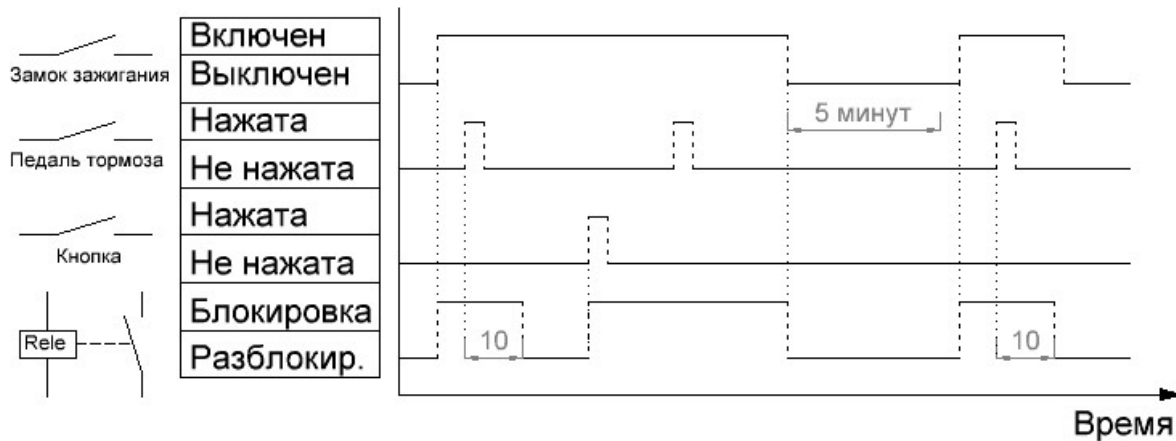 Включен
Замок зажигания
Выключен
Нажата
5 минут
Педаль тормоза
Не нажата
Нажата
Кнопка
Не нажата
Блокировка
Rele
10
10
Разблокир.
Время